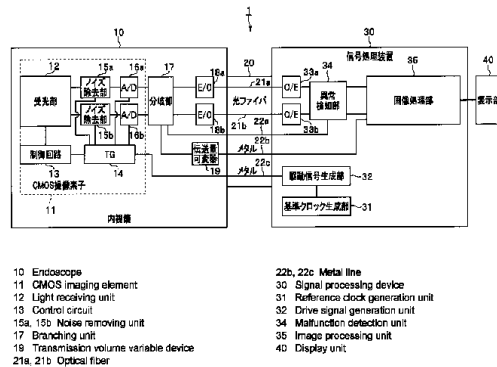 1
10
30
信号処理装置
12
15a
16a
17
18a
20
21a
33a
34
36
40
受光部
ノイズ除去部
A/D
分岐部
E/O
O/E
異常検知部
画像処理部
表示部
ノイズ除去部
A/D
E/O
光ファイバ
O/E
15b
16b
18b
21b
22a
33b
メタル
22b
制御回路
TG
伝送量可変器
19
メタル
22c
駆動信号生成部
32
13
14
CMOS撮像素子
基準クロック生成部
31
11
内視鏡
10 Endoscope
11 CMOS imaging element
12 Light receiving unit
13 Control circuit
15a, 15b Noise removing unit
17 Branching unit
19 Transmission volume variable device
21a, 21b Optical fiber
22b, 22c Metal line
30 Signal processing device
31 Reference clock generation unit
32 Drive signal generation unit
34 Malfunction detection unit
35 Image processing unit
40 Display unit